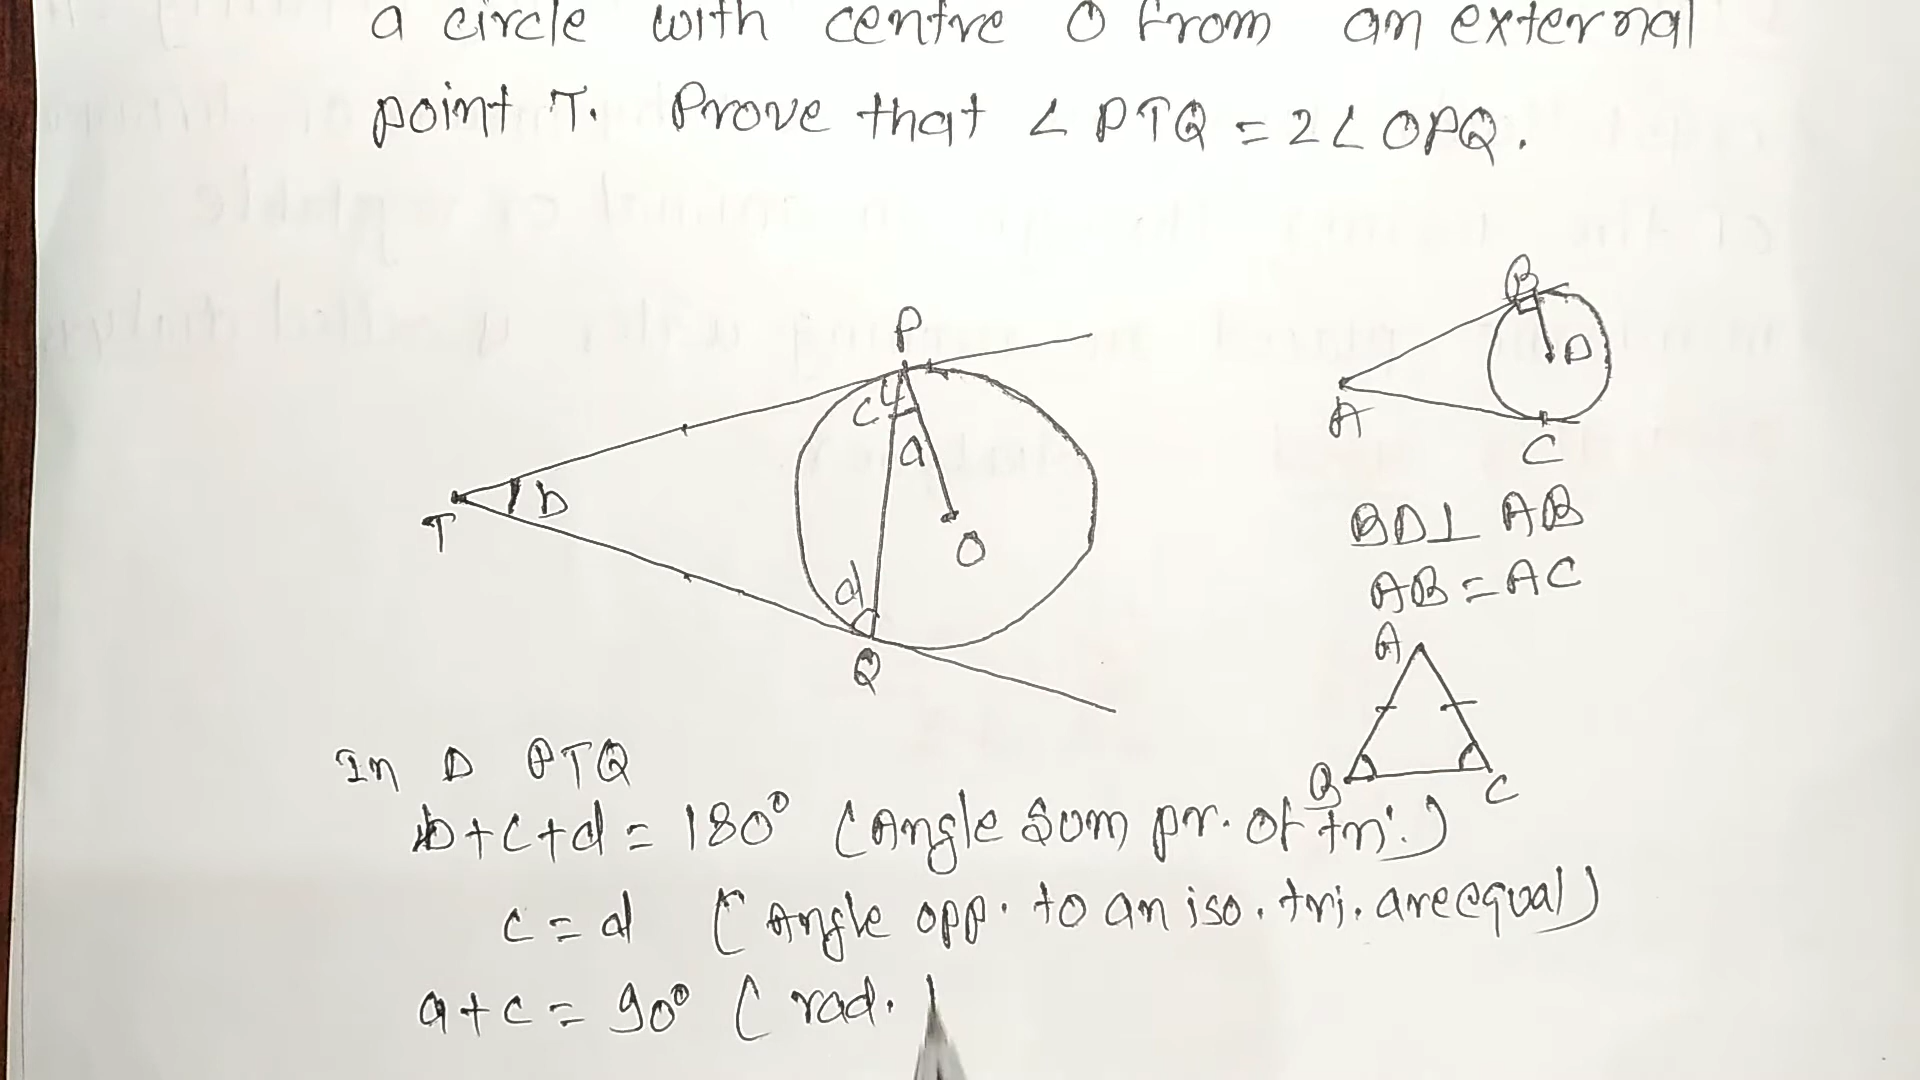 a circle with centre O from an external
point T. Prove that ∠PTQ = 2∠OPQ.
P
c
a
b
T
O
d
Q
B
D
A
C
BD⊥ AB
AB = AC
A
B
C
In Δ PTQ
b+c+d = 180° (Angle sum pr. of tri.)
c = d (Angle opp. to an iso. tri. are equal)
a+c = 90° ( rad.